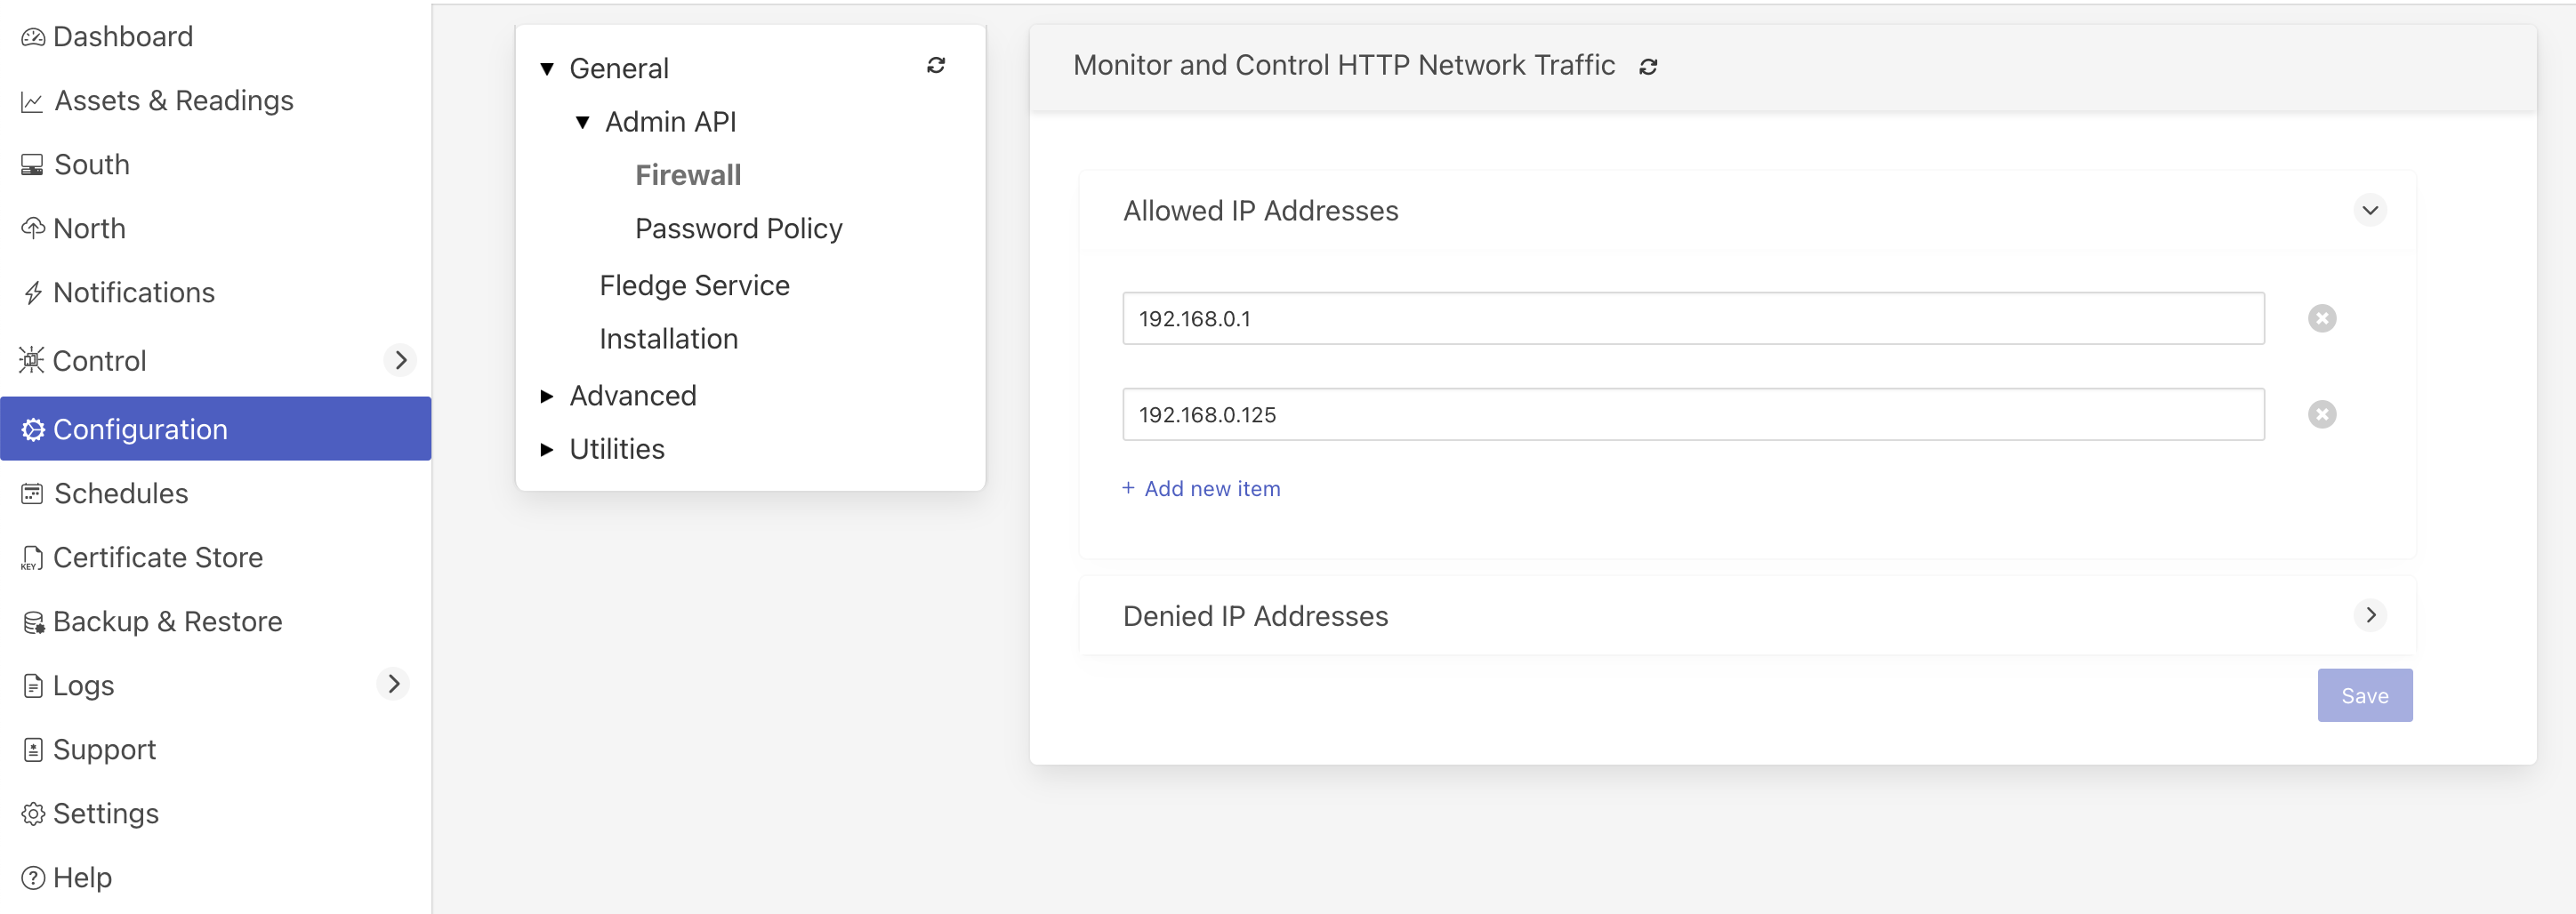 Dashboard
Assets & Readings
South
North
Notifications
Control
Configuration
Schedules
KEY
Certificate Store
Backup & Restore
Logs
Support
Settings
Help
General
Admin API
Firewall
Password Policy
Fledge Service
Installation
Advanced
Utilities
Monitor and Control HTTP Network Traffic
Allowed IP Addresses
192.168.0.1
192.168.0.125
+ Add new item
Denied IP Addresses
Save